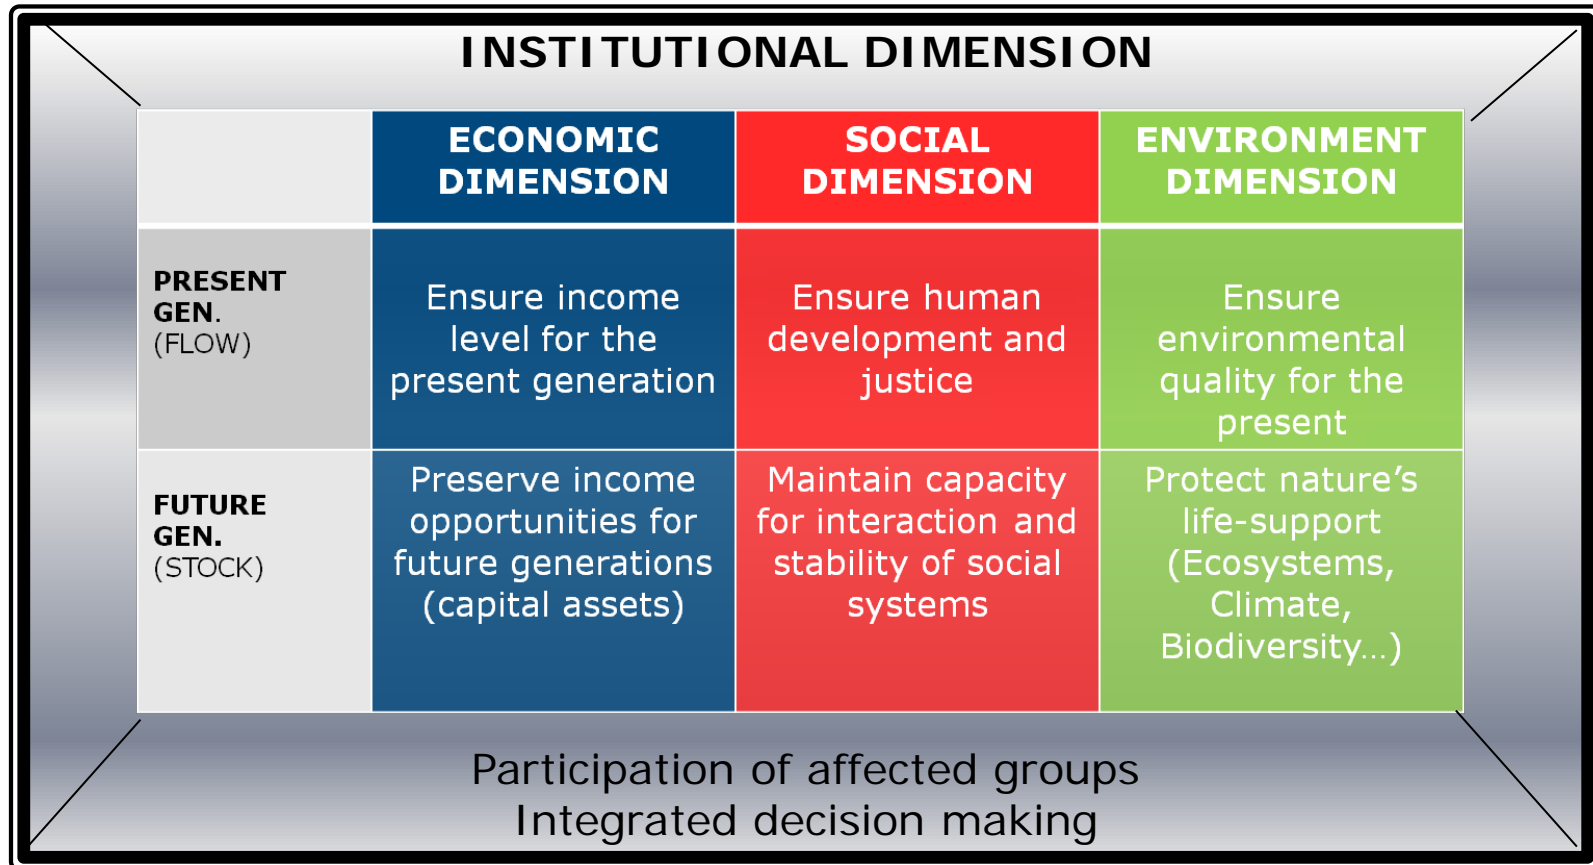 INSTITUTIONAL DIMENSION
ECONOMIC
DIMENSION
SOCIAL
DIMENSION
ENVIRONMENT
DIMENSION
PRESENT
GEN.
(FLOW)
Ensure income
level for the
present generation
Ensure human
development and
justice
Ensure
environmental
quality for the
present
FUTURE
GEN.
(STOCK)
Preserve income
opportunities for
future generations
(capital assets)
Maintain capacity
for interaction and
stability of social
systems
Protect nature’s
life-support
(Ecosystems,
Climate,
Biodiversity…)
Participation of affected groups
Integrated decision making